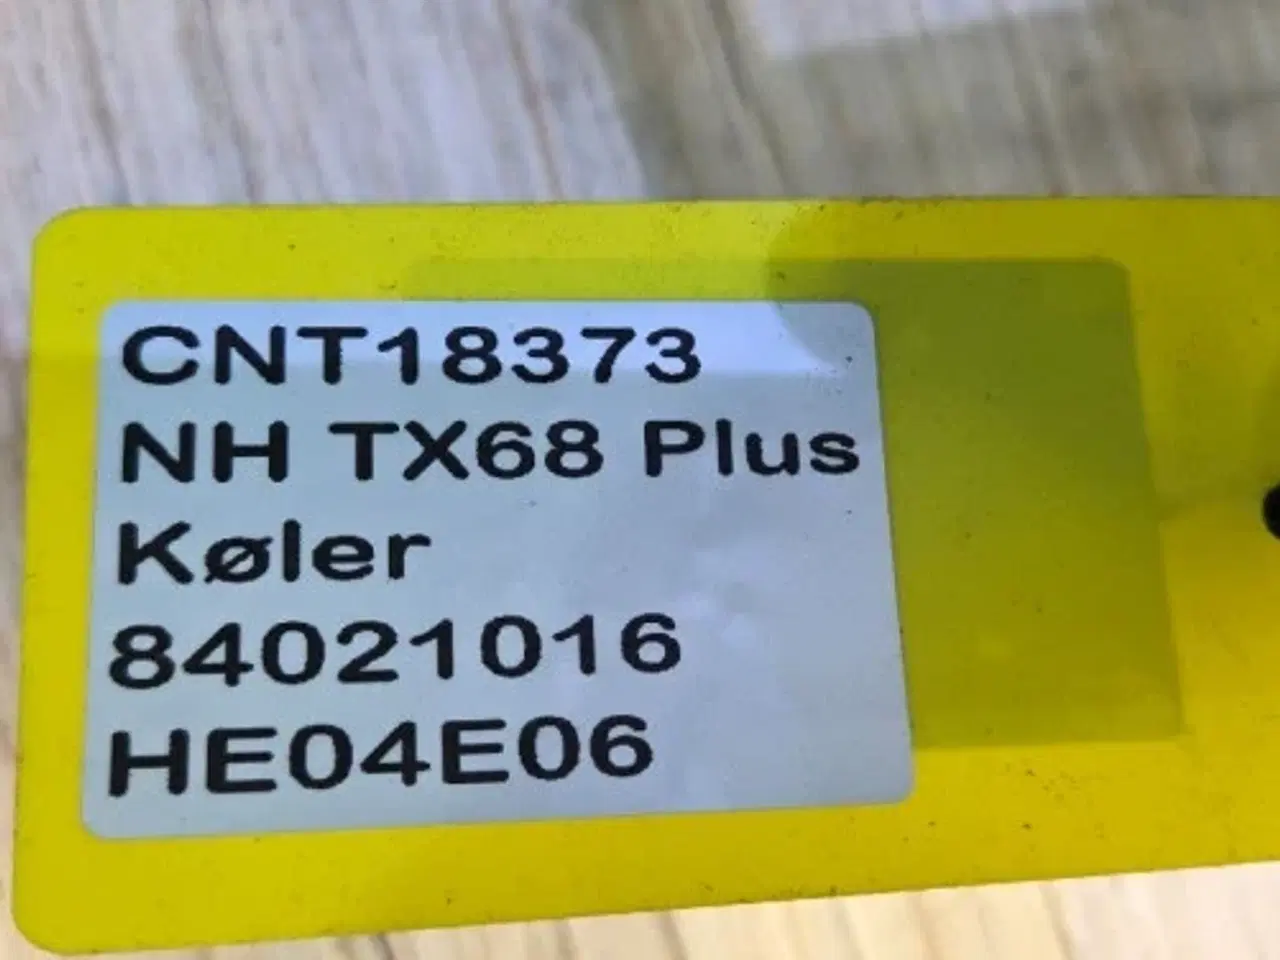 CNT18373
NH TX68 Plus
Køler
84021016
HE04E06